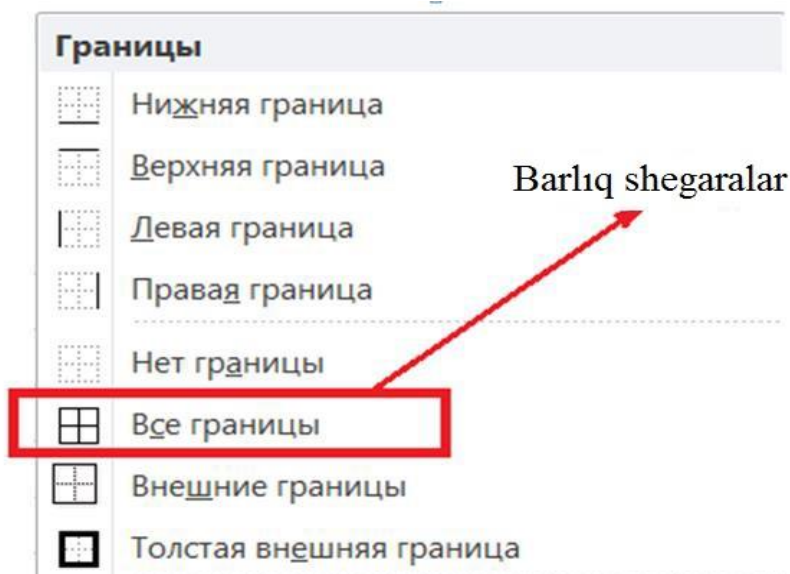 Границы
Нижняя граница
Верхняя граница
Barlıq shegaralar
Левая граница
Правая граница
Нет границы
Все границы
Внешние границы
Толстая внешняя граница